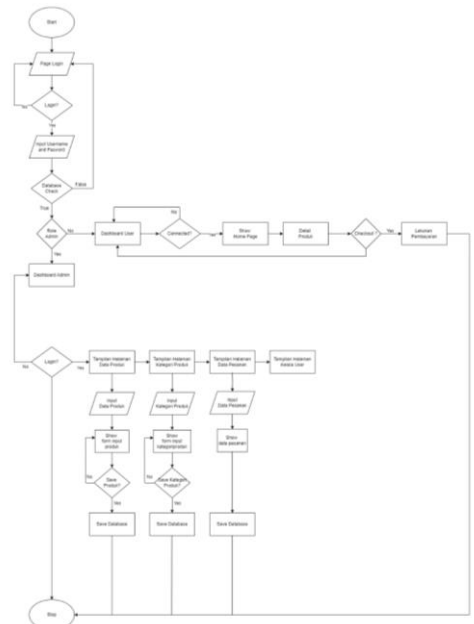 Start
Page Login
Login?
No
Yes
Input Username
and Password
Database
Check
False
True
Role
Admin
No
Yes
Dashboard User
No
Connected?
Show
Home Page
Detail
Produk
Checkout ?
Yes
Pembayaran
Dashboard Admin
Login?
No
Yes
Tampilan Halaman
Data Produk
Tampilan Halaman
Kategori Produk
Tampilan Halaman
Data Pesanan
Tampilan Halaman
Kelola User
Input
Data Produk
Input
Kategori Produk
Input
Data Pesanan
Show
form input
produk
Show
form input
kategoriproduk
Show
data pesanan
No
Save
Produk?
Yes
No
Save Kategori
Produk?
Yes
Save Database
Save Database
Save Database
Stop